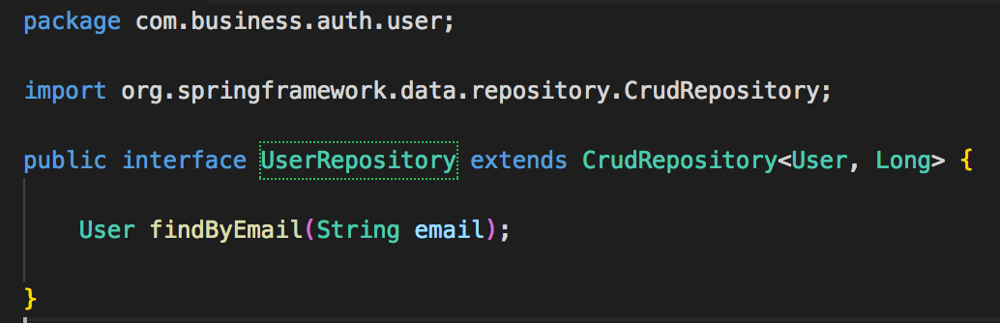 package com.business.auth.user;
import org.springframework.data.repository.CrudRepository;
public interface UserRepository extends CrudRepository<User, Long> {
User findByEmail(String email);
}